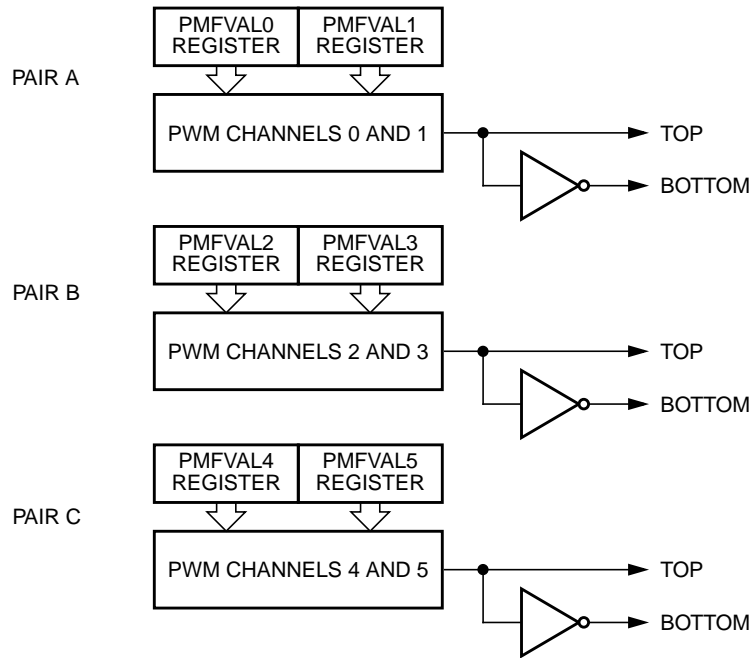 PMFVAL0 REGISTER
PMFVAL1 REGISTER
PAIR A
PWM CHANNELS 0 AND 1
TOP
BOTTOM
PMFVAL2 REGISTER
PMFVAL3 REGISTER
PAIR B
PWM CHANNELS 2 AND 3
TOP
BOTTOM
PMFVAL4 REGISTER
PMFVAL5 REGISTER
PAIR C
PWM CHANNELS 4 AND 5
TOP
BOTTOM